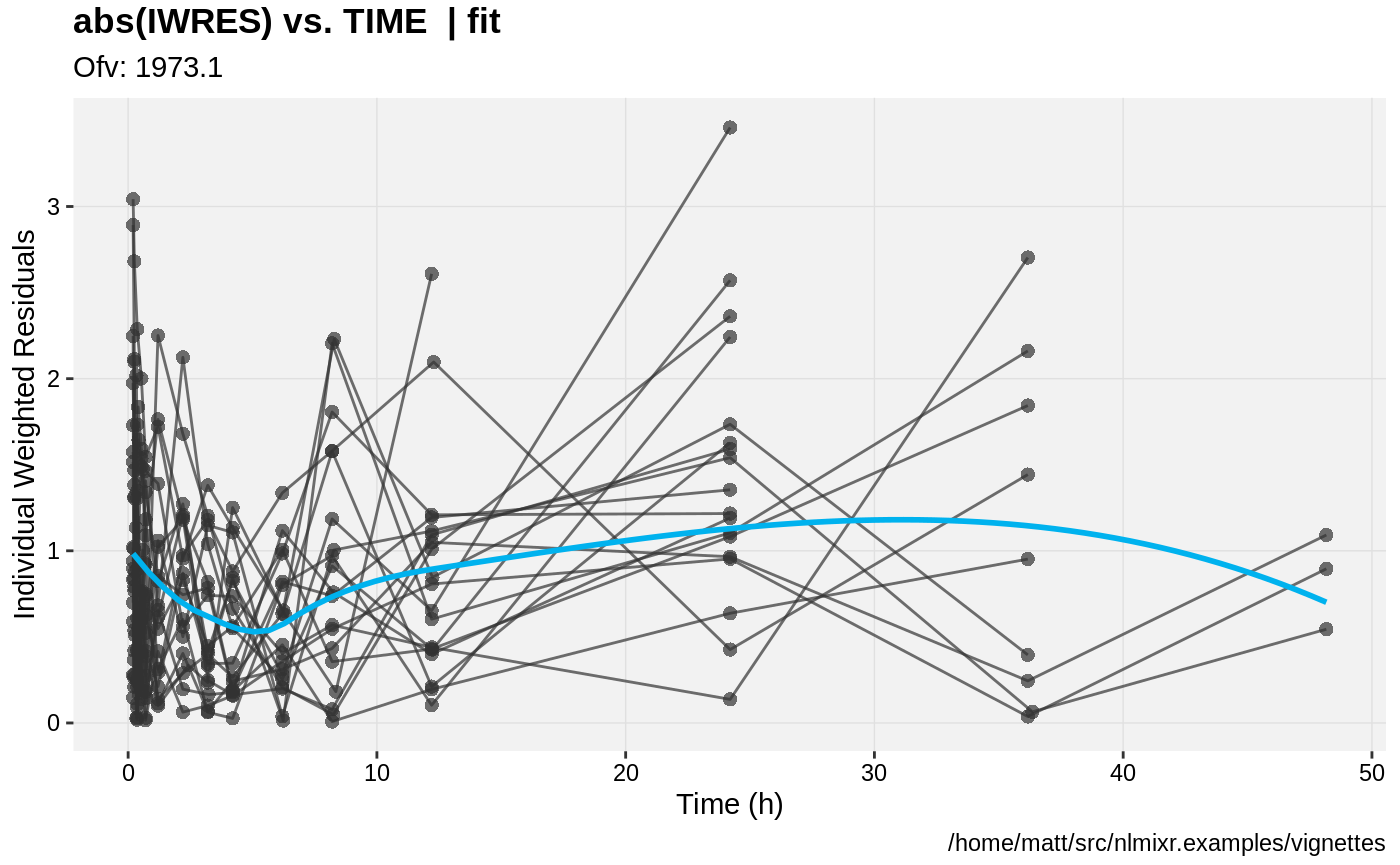 abs(IWRES) vs. TIME  | fit
Ofv: 1973.1
Individual Weighted Residuals
3
2
1
0
0 10 20 30 40 50
Time (h)
/home/matt/src/nlmixr.examples/vignettes